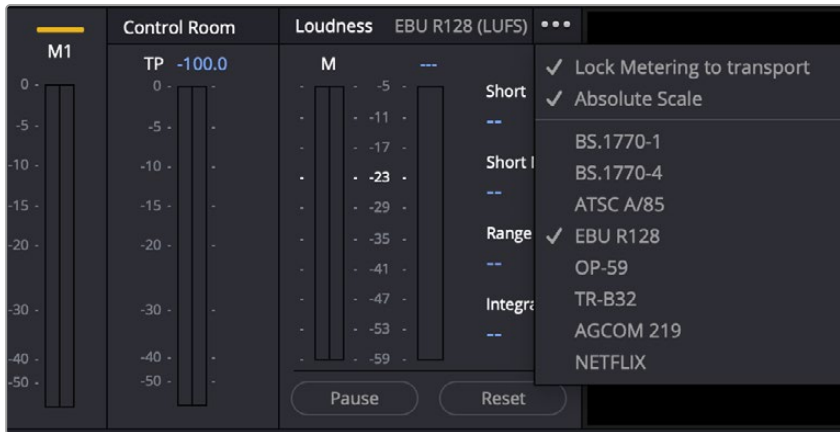 M1
0 -
-5 -
-10 -
-15 -
-20 -
-30 -
-40 -
-50 -
Control Room
TP -100.0
0 -
-5 -
-10 -
-15 -
-20 -
-30 -
-40 -
-50 -
Loudness EBU R128 (LUFS) •••
M ---
-5
-11
-17
-23
-29
-35
-41
-47
-53
-59
Short
--
Short
--
Range
--
Integra
--
Pause
Reset
✓ Lock Metering to transport
✓ Absolute Scale
BS.1770-1
BS.1770-4
ATSC A/85
✓ EBU R128
OP-59
TR-B32
AGCOM 219
NETFLIX